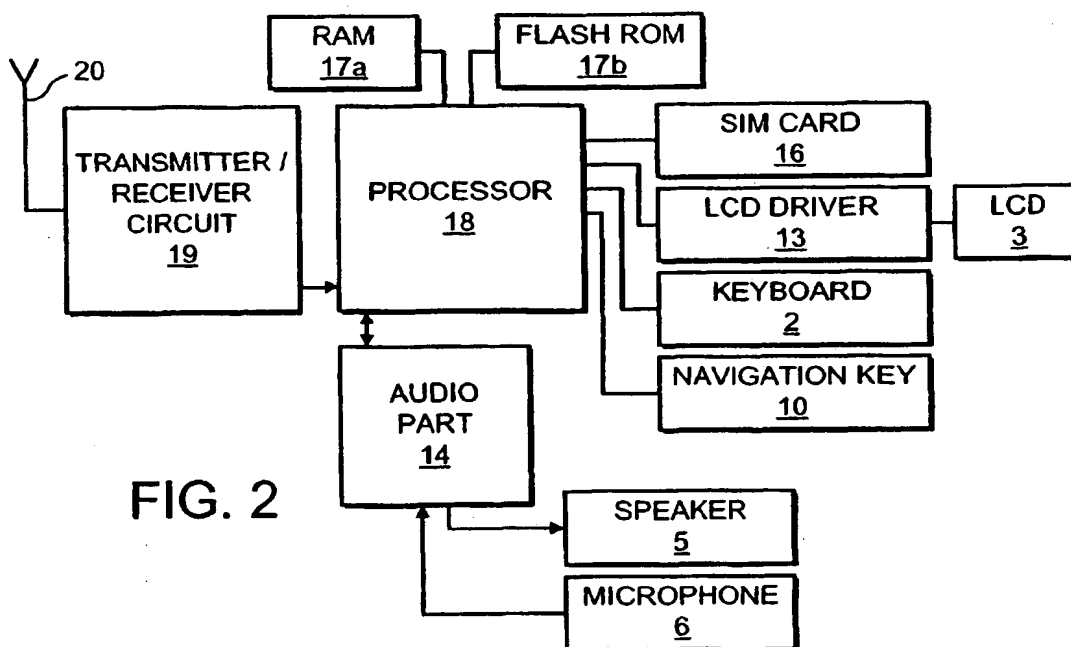 RAM
17a
FLASH ROM
17b
20
TRANSMITTER /
RECEIVER
CIRCUIT
19
PROCESSOR
18
SIM CARD
16
LCD DRIVER
13
LCD
3
KEYBOARD
2
NAVIGATION KEY
10
AUDIO
PART
14
FIG. 2
SPEAKER
5
MICROPHONE
6